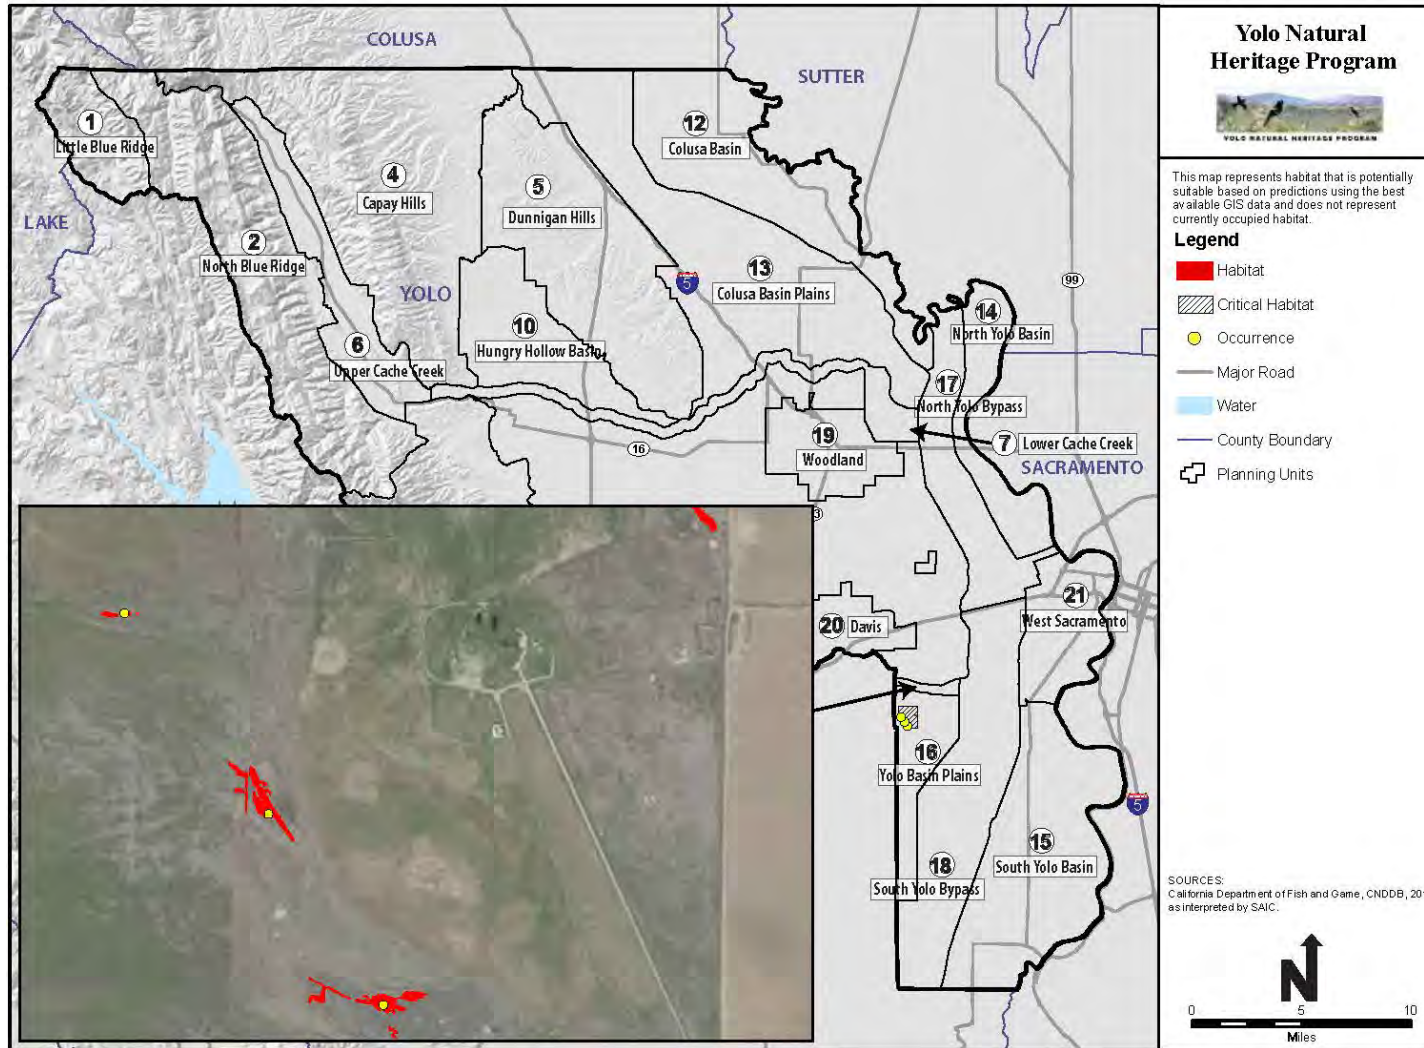 COLUSA
SUTTER
LAKE
YOLO
SACRAMENTO
1
Little Blue Ridge
2
North Blue Ridge
4
Capay Hills
5
Dunnigan Hills
6
Upper Cache Creek
10
Hungry Hollow Basin
12
Colusa Basin
13
Colusa Basin Plains
14
North Yolo Basin
17
North Yolo Bypass
7 Lower Cache Creek
19
Woodland
20 Davis
21
West Sacramento
16
Yolo Basin Plains
15
South Yolo Basin
18
South Yolo Bypass
5
99
16
5
Yolo Natural
Heritage Program
YOLO NATURAL HERITAGE PROGRAM
This map represents habitat that is potentially
suitable based on predictions using the best
available GIS data and does not represent
currently occupied habitat.
Legend
Habitat
Critical Habitat
Occurrence
Major Road
Water
County Boundary
Planning Units
SOURCES:
California Department of Fish and Game, CNDDB, 20
as interpreted by SAIC.
N
0 5 10
Miles